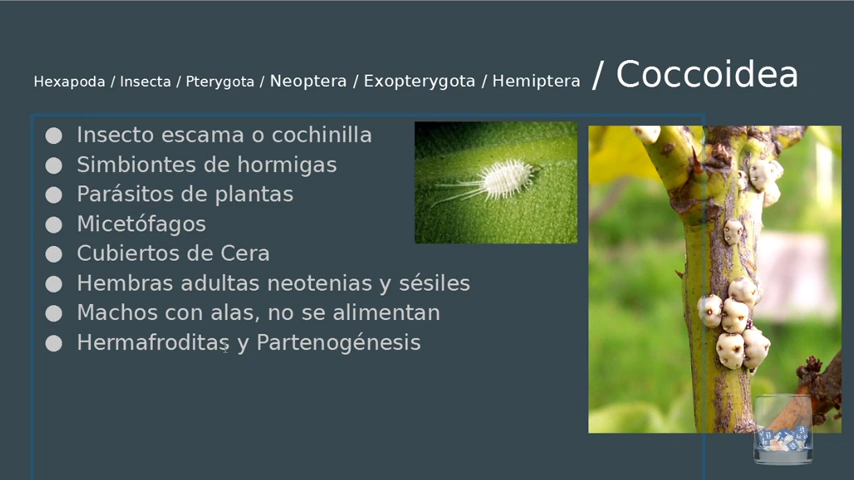 Hexapoda / Insecta / Pterygota / Neoptera / Exopterygota / Hemiptera / Coccoidea
● Insecto escama o cochinilla
● Simbiontes de hormigas
● Parásitos de plantas
● Micetófagos
● Cubiertos de Cera
● Hembras adultas neotenias y sésiles
● Machos con alas, no se alimentan
● Hermafroditas y Partenogénesis